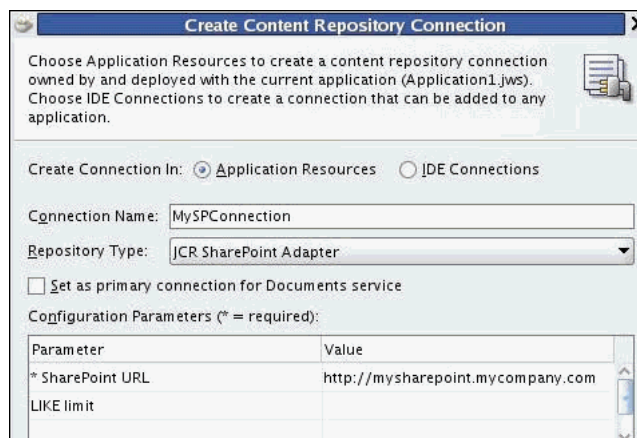 Create Content Repository Connection
Choose Application Resources to create a content repository connection
owned by and deployed with the current application (Application1.jws).
Choose IDE Connections to create a connection that can be added to any
application.
Create Connection In: Application Resources IDE Connections
Connection Name: MySPConnection
Repository Type: JCR SharePoint Adapter
Set as primary connection for Documents service
Configuration Parameters (* = required):
Parameter Value
* SharePoint URL http://mysharepoint.mycompany.com
LIKE limit